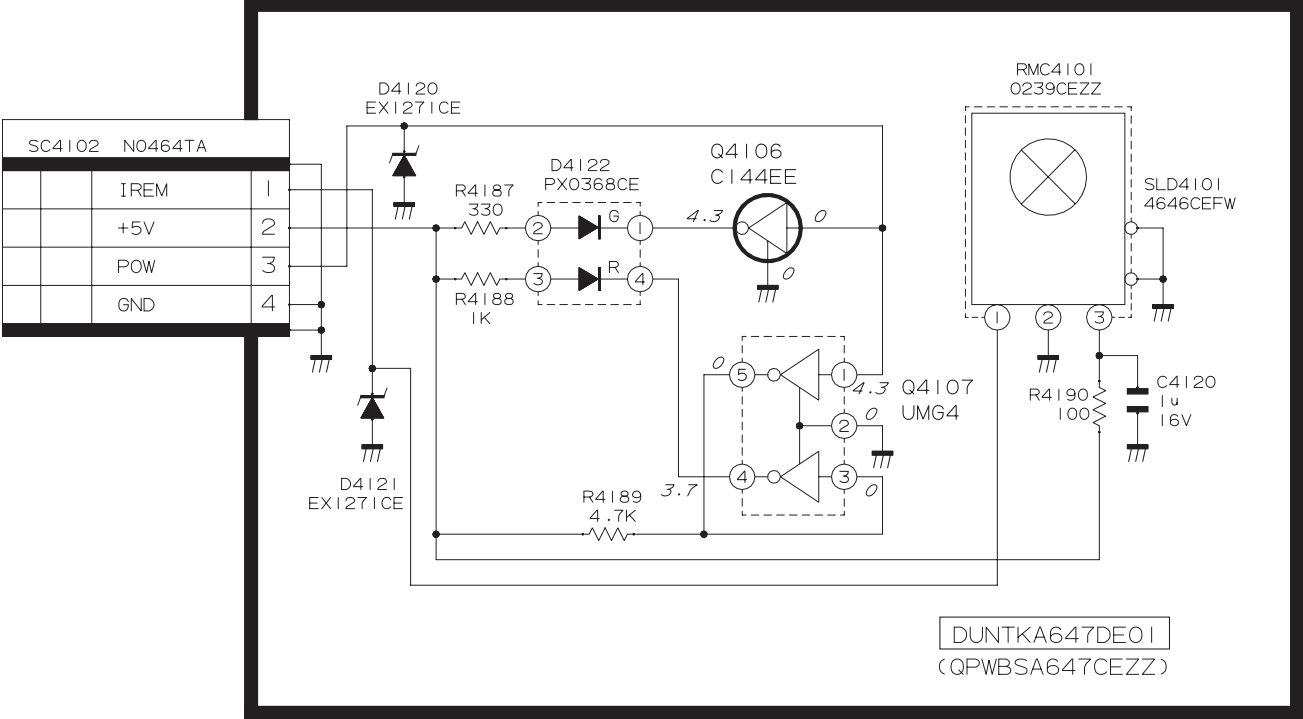 SC4102 N0464TA
IREM 1
+5V 2
POW 3
GND 4
D4120
EX1271CE
D4121
EX1271CE
R4187
330
R4188
1K
D4122
PX0368CE
2 G 1
3 R 4
Q4106
C144EE
4.3 0
0
5 0
1 4.3
2 0
4 3.7
3 0
Q4107
UMG4
R4189
4.7K
RMC4101
0239CEZZ
SLD4101
4646CEFW
1 2 3
R4190
100
C4120
1u
16V
DUNTKA647DE01
(QPWBSA647CEZZ)